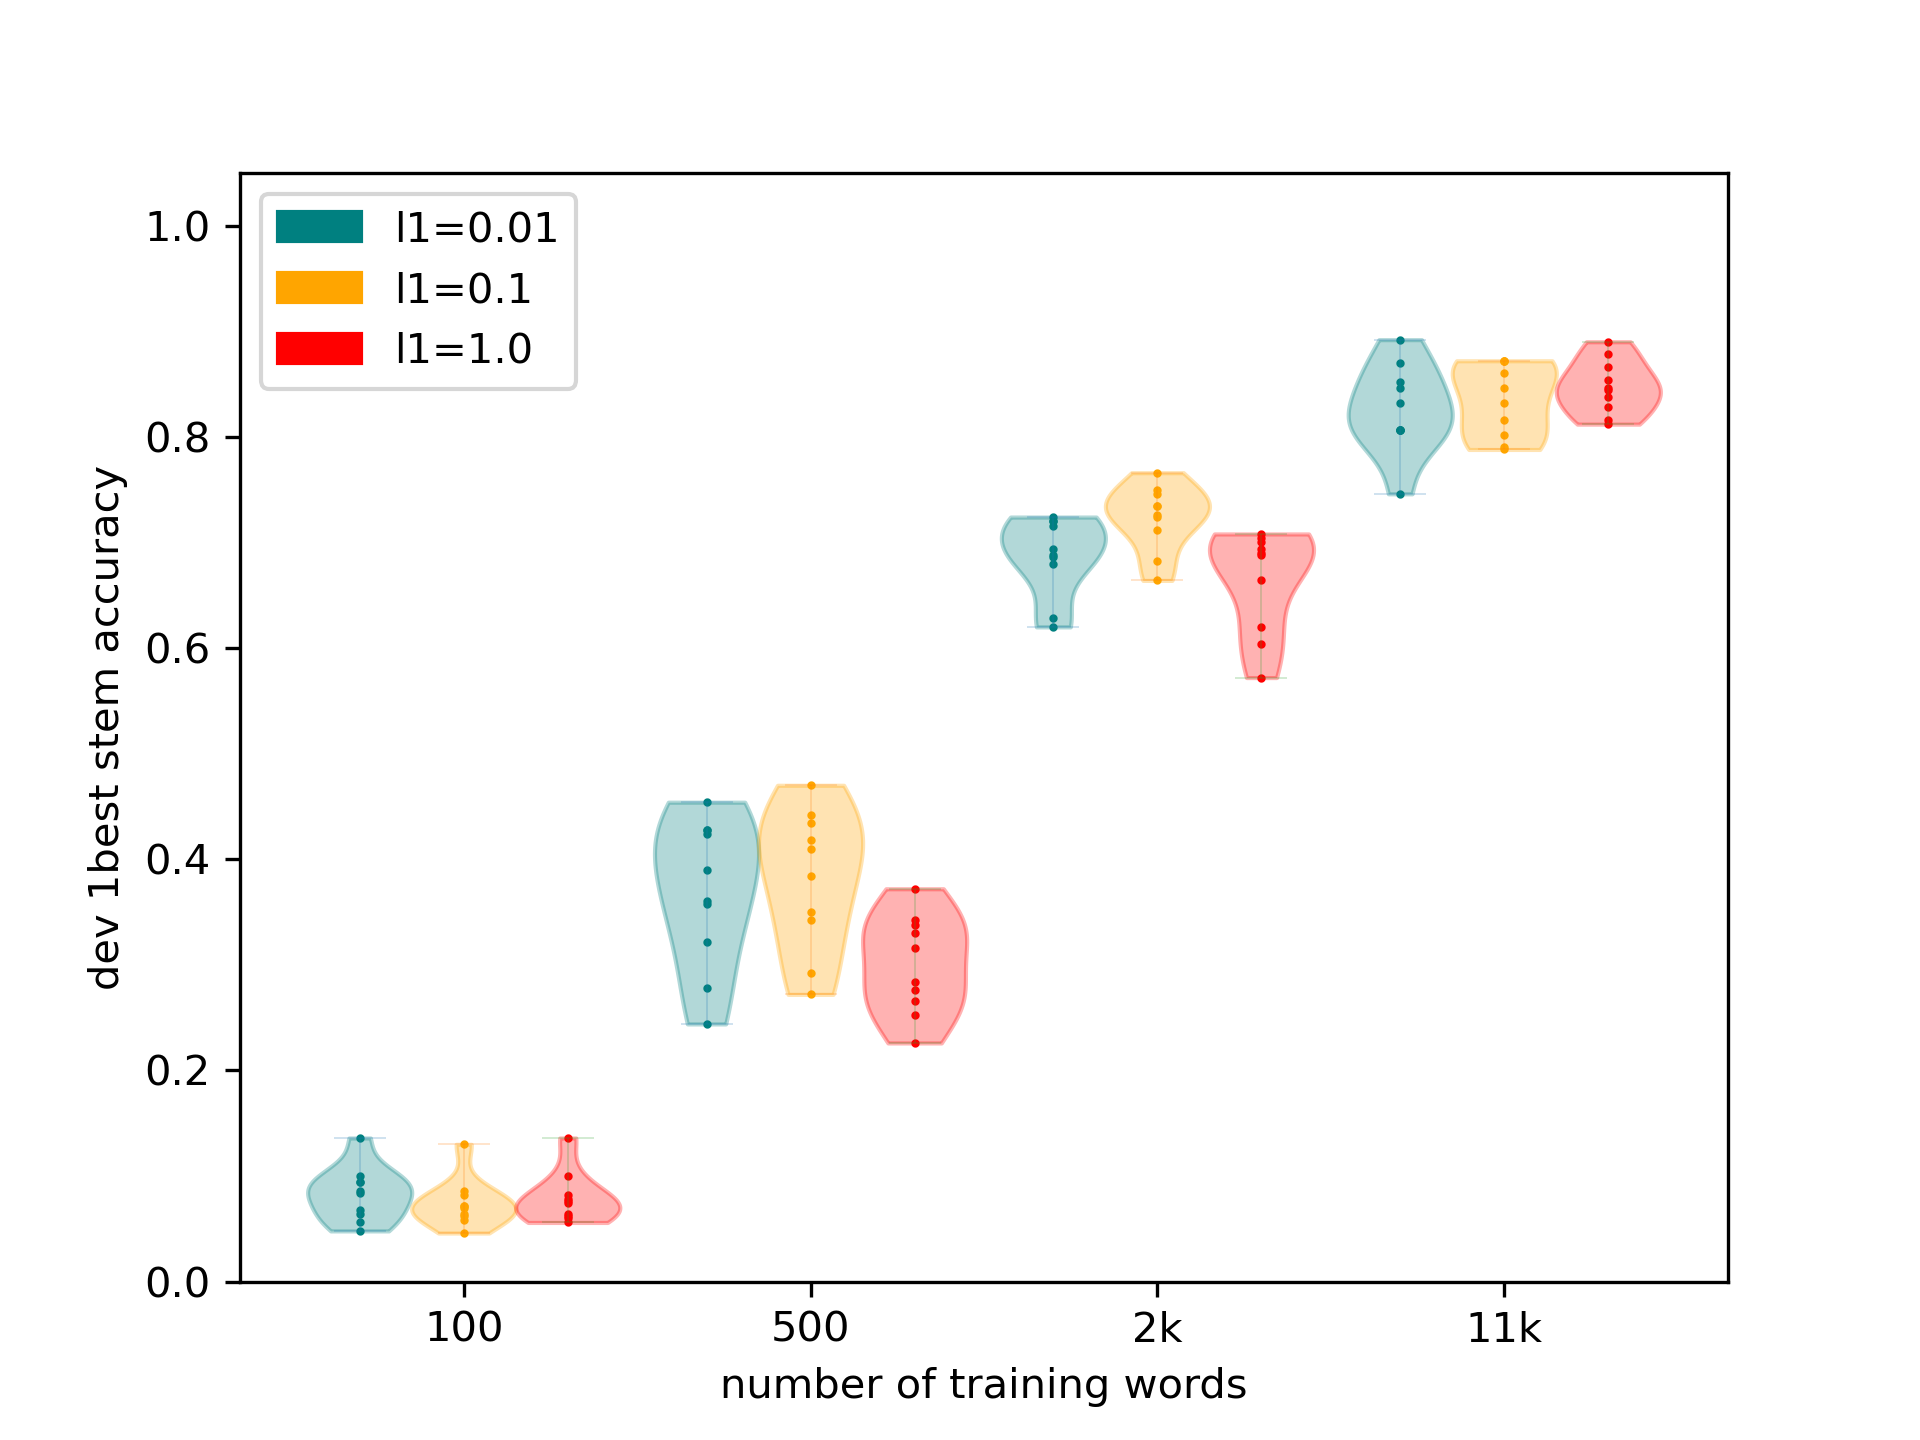 l1=0.01
l1=0.1
l1=1.0
1.0
0.8
0.6
0.4
0.2
0.0
dev 1best stem accuracy
100 500 2k 11k
number of training words